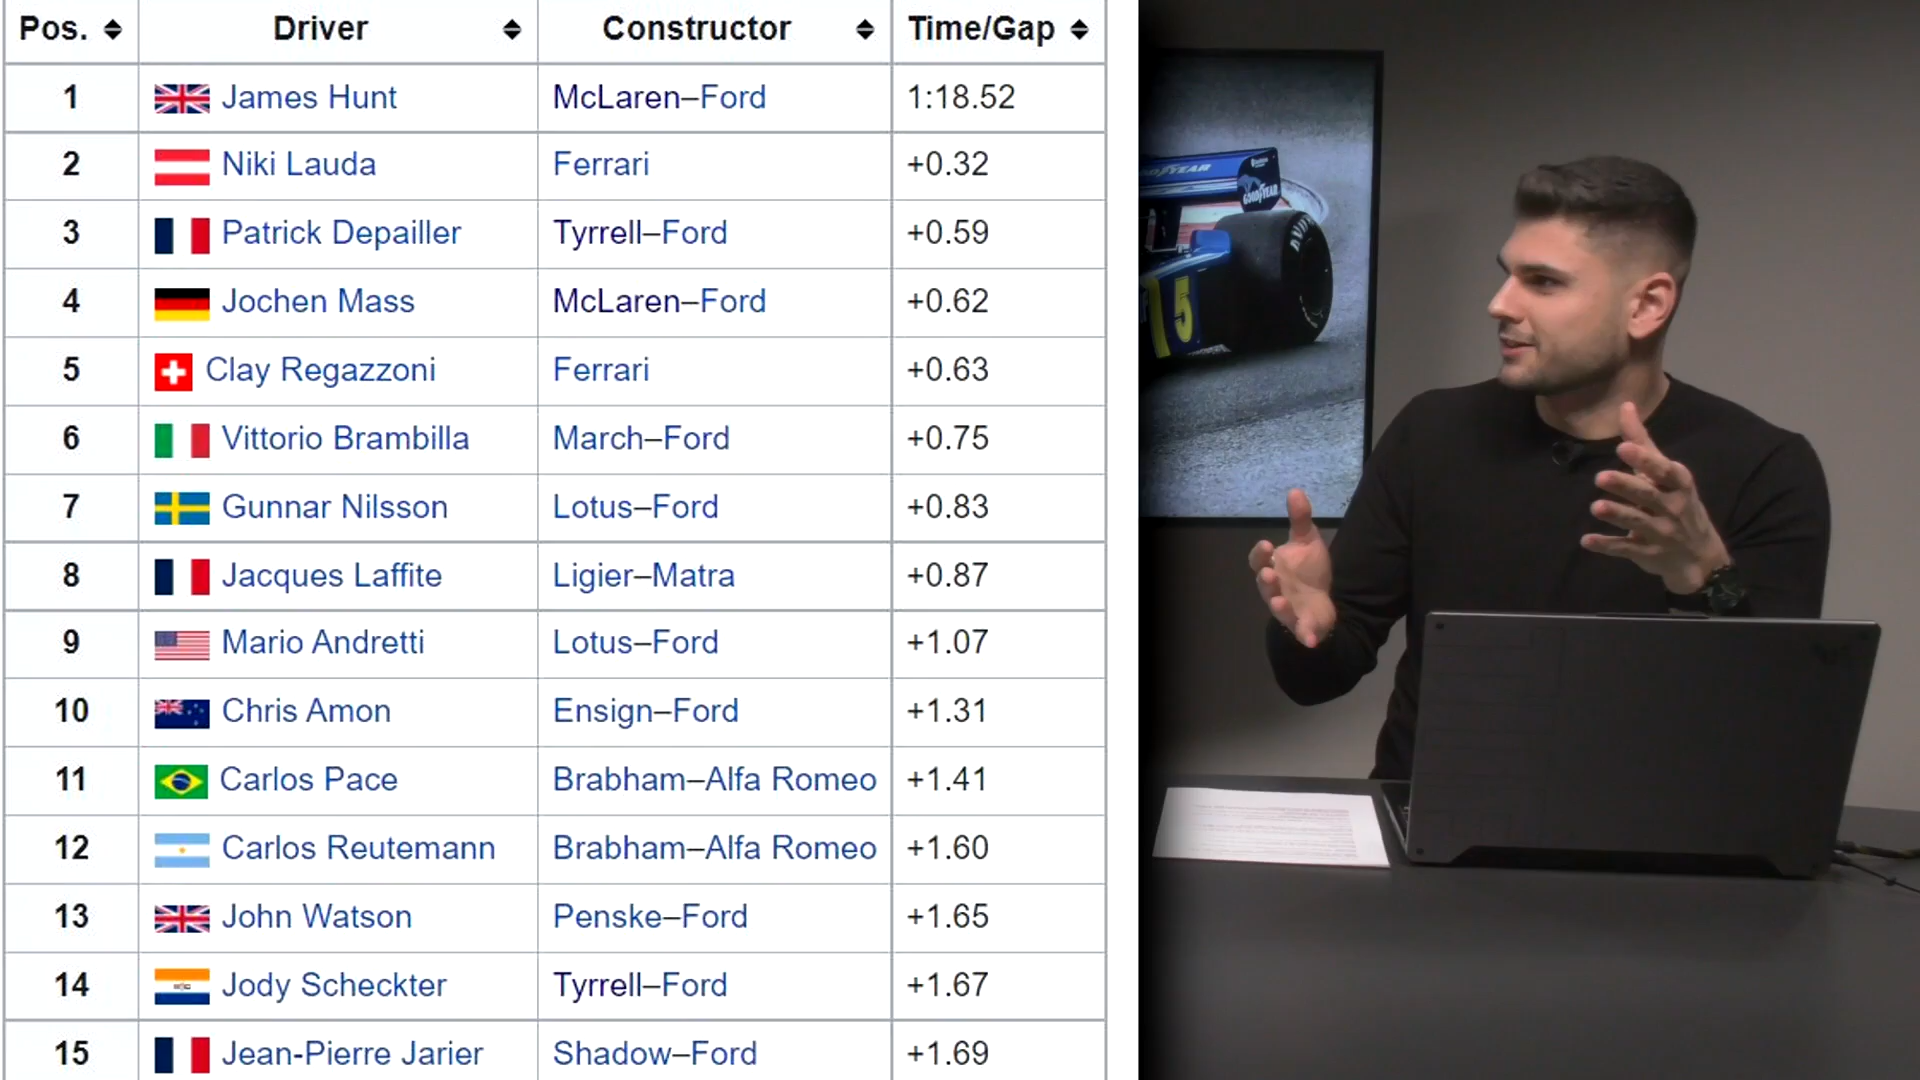 Pos. Driver Constructor Time/Gap
1 James Hunt McLaren–Ford 1:18.52
2 Niki Lauda Ferrari +0.32
3 Patrick Depailler Tyrrell–Ford +0.59
4 Jochen Mass McLaren–Ford +0.62
5 Clay Regazzoni Ferrari +0.63
6 Vittorio Brambilla March–Ford +0.75
7 Gunnar Nilsson Lotus–Ford +0.83
8 Jacques Laffite Ligier–Matra +0.87
9 Mario Andretti Lotus–Ford +1.07
10 Chris Amon Ensign–Ford +1.31
11 Carlos Pace Brabham–Alfa Romeo +1.41
12 Carlos Reutemann Brabham–Alfa Romeo +1.60
13 John Watson Penske–Ford +1.65
14 Jody Scheckter Tyrrell–Ford +1.67
15 Jean-Pierre Jarier Shadow–Ford +1.69
GOODYEAR
5